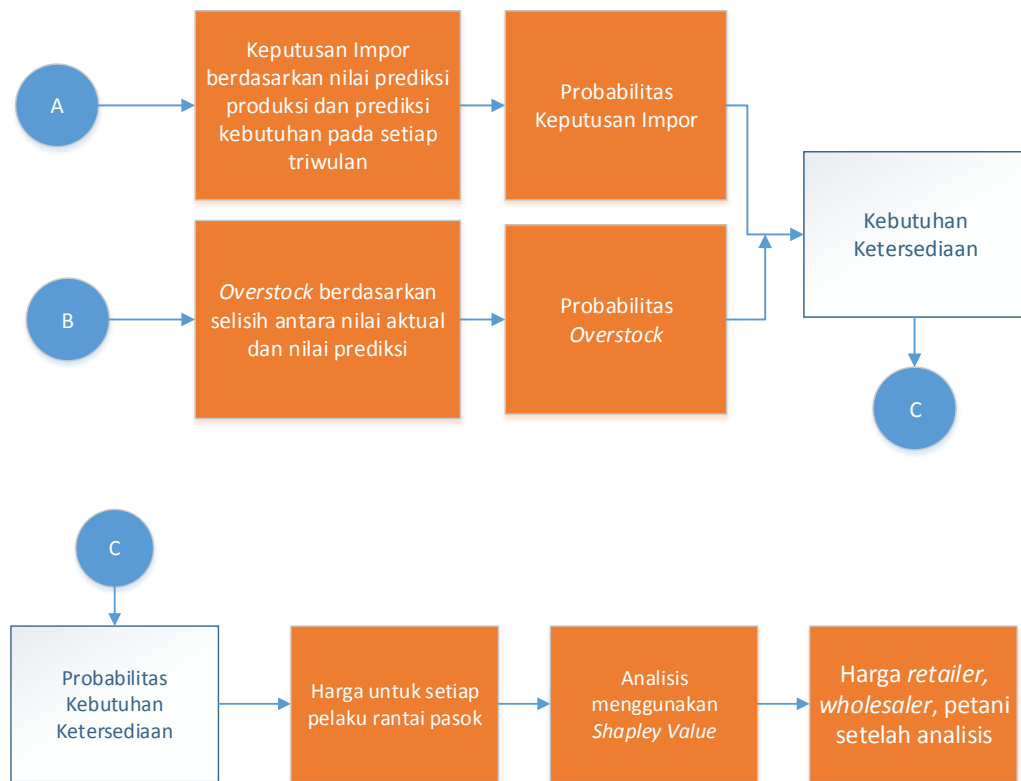 A
Keputusan Impor
berdasarkan nilai prediksi
produksi dan prediksi
kebutuhan pada setiap
triwulan
Probabilitas
Keputusan Impor
Kebutuhan
Ketersediaan
B
Overstock berdasarkan
selisih antara nilai aktual
dan nilai prediksi
Probabilitas
Overstock
C
C
Probabilitas
Kebutuhan
Ketersediaan
Harga untuk setiap
pelaku rantai pasok
Analisis
menggunakan
Shapley Value
Harga retailer,
wholesaler, petani
setelah analisis